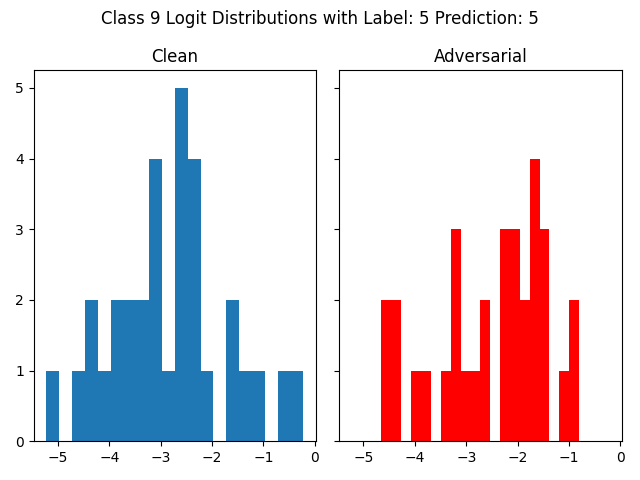 Class 9 Logit Distributions with Label: 5 Prediction: 5
Clean
Adversarial
5
4
3
2
1
0
−5 −4 −3 −2 −1 0
−5 −4 −3 −2 −1 0